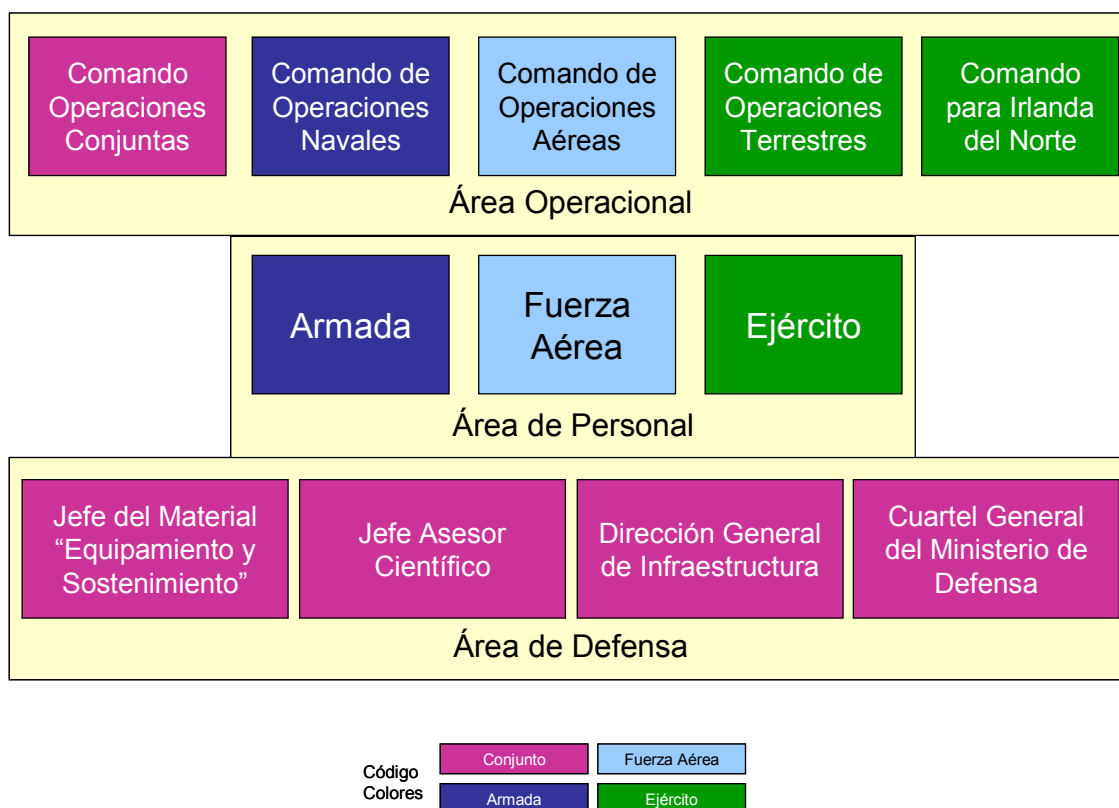 Comando
Operaciones
Conjuntas
Comando de
Operaciones
Navales
Comando de
Operaciones
Aéreas
Comando de
Operaciones
Terrestres
Comando
para Irlanda
del Norte
Área Operacional
Armada
Fuerza
Aérea
Ejército
Área de Personal
Jefe del Material
“Equipamiento y
Sostenimiento”
Jefe Asesor
Científico
Dirección General
de Infraestructura
Cuartel General
del Ministerio de
Defensa
Área de Defensa
Código
Colores
Conjunto
Fuerza Aérea
Armada
Ejército